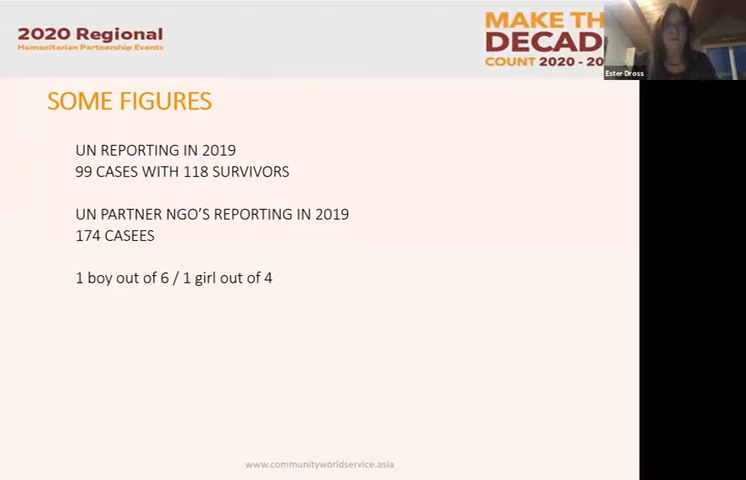 2020 Regional
Humanitarian Partnership Events
MAKE TH
DECAD
COUNT 2020 - 20
Ester Dross
SOME FIGURES
UN REPORTING IN 2019
99 CASES WITH 118 SURVIVORS
UN PARTNER NGO'S REPORTING IN 2019
174 CASEES
1 boy out of 6 / 1 girl out of 4
www.communityworldservice.asia